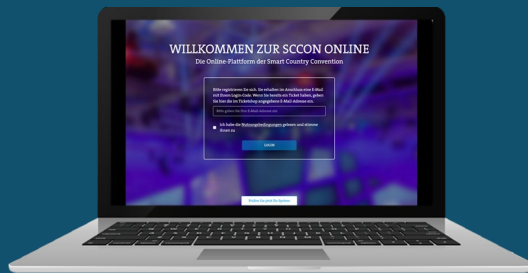 WILLKOMMEN ZUR SCCON ONLINE
Die Online-Plattform der Smart Country Convention
Bitte registrieren Sie sich. Sie erhalten im Anschluss eine E-Mail
mit Ihrem Login-Code. Wenn Sie bereits ein Ticket haben, geben
Sie hier die im Ticketshop angegebene E-Mail-Adresse ein.
Bitte geben Sie Ihre E-Mail-Adresse ein
Ich habe die Nutzungsbedingungen gelesen und stimme
ihnen zu
LOGIN